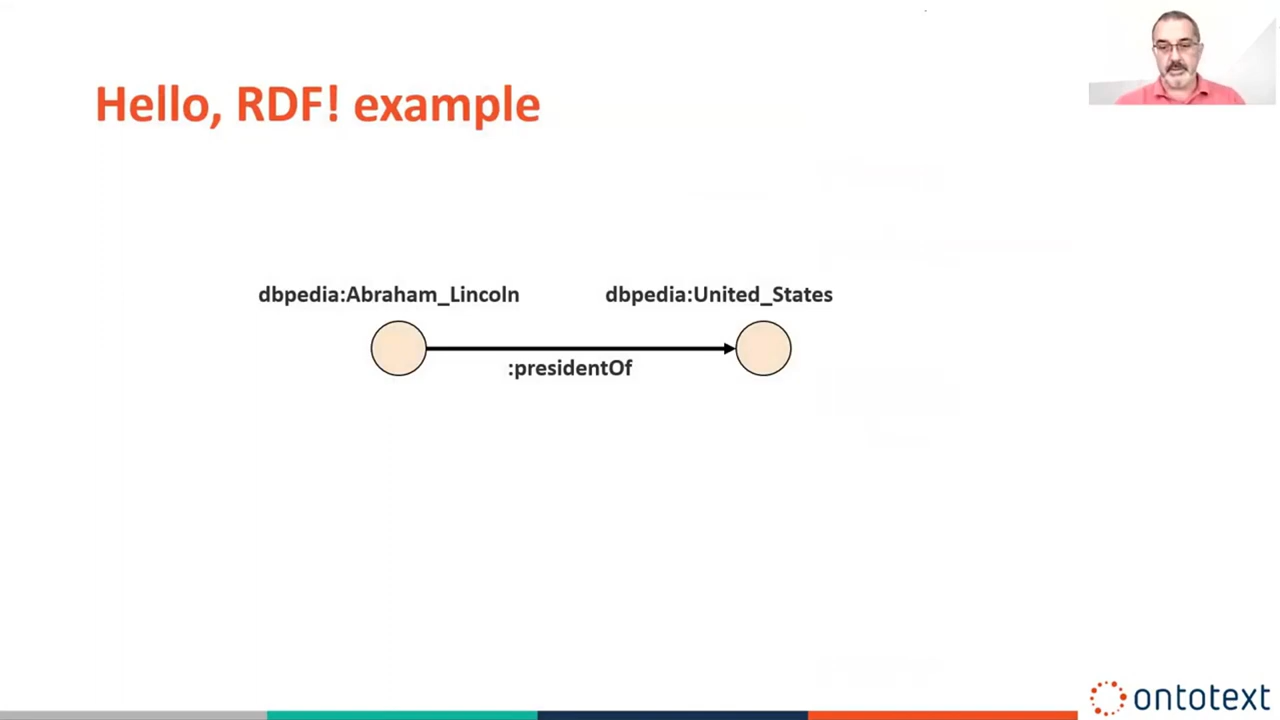 Hello, RDF! example
dbpedia:Abraham_Lincoln
dbpedia:United_States
:presidentOf
ontotext